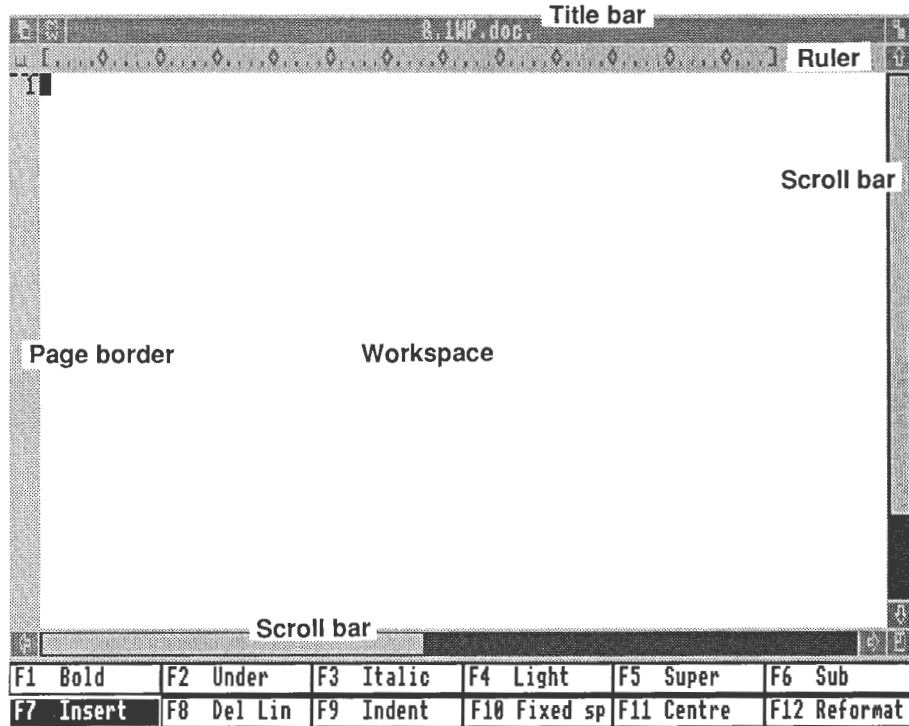 Title bar
1WP.doc.
Ruler
1
Scroll bar
Page border
Workspace
Scroll bar
F1 Bold F2 Under F3 Italic F4 Light F5 Super F6 Sub
F7 Insert F8 Del Lin F9 Indent F10 Fixed sp F11 Centre F12 Reformat